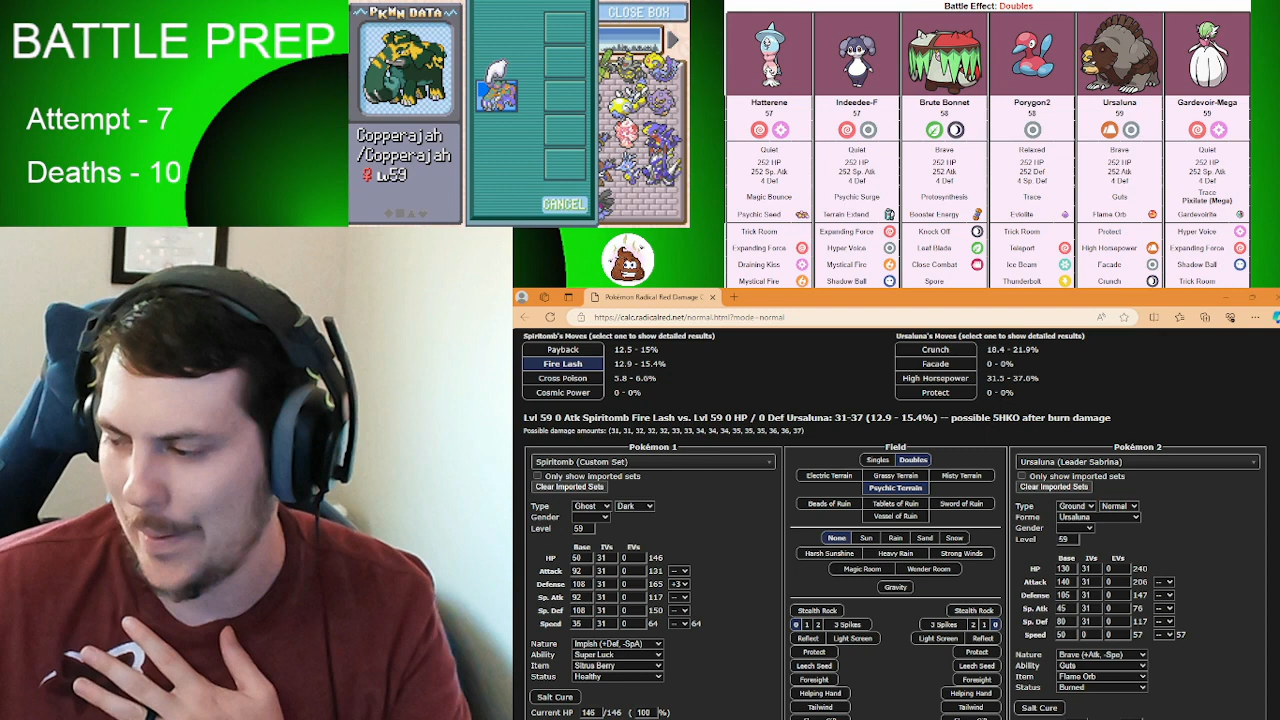 BATTLE PREP
Attempt - 7
Deaths - 10
PKMN DATA
Copperajah
/Copperajah
♀ Lv59
CANCEL
CLOSE BOX
Battle Effect: Doubles
Hatterene Indeedee-F Brute Bonnet Porygon2 Ursaluna Gardevoir-Mega
57 57 58 58 59 59
Quiet Quiet Brave Relaxed Brave Quiet
252 HP 252 HP 252 HP 252 HP 252 HP 252 HP
252 Sp. Atk 252 Sp. Atk 252 Atk 252 Def 252 Atk 252 Sp. Atk
4 Def 4 Def 4 Def 4 Sp. Def 4 Def 4 Def
Magic Bounce Psychic Surge Protosynthesis Trace Guts Trace
Pixilate (Mega)
Psychic Seed Terrain Extend Booster Energy Eviolite Flame Orb Gardevoirite
Trick Room Expanding Force Knock Off Trick Room Protect Hyper Voice
Expanding Force Hyper Voice Leaf Blade Teleport High Horsepower Expanding Force
Draining Kiss Mystical Fire Close Combat Ice Beam Facade Shadow Ball
Mystical Fire Shadow Ball Spore Thunderbolt Crunch Trick Room
Pokémon Radical Red Damage C
https://calc.radicalred.net/normal.html?mode=normal
Spiritomb's Moves (select one to show detailed results) Ursaluna's Moves (select one to show detailed results)
Payback 12.5 - 15% Crunch 18.4 - 21.9%
Fire Lash 12.9 - 15.4% Facade 0 - 0%
Cross Poison 5.8 - 6.6% High Horsepower 31.5 - 37.6%
Cosmic Power 0 - 0% Protect 0 - 0%
Lvl 59 0 Atk Spiritomb Fire Lash vs. Lvl 59 0 HP / 0 Def Ursaluna: 31-37 (12.9 - 15.4%) -- possible 5HKO after burn damage
Possible damage amounts: (31, 31, 32, 32, 32, 33, 33, 34, 34, 34, 35, 35, 35, 36, 36, 37)
Pokémon 1 Field Pokémon 2
Spiritomb (Custom Set) Singles Doubles Ursaluna (Leader Sabrina)
Only show imported sets Electric Terrain Grassy Terrain Misty Terrain Only show imported sets
Clear Imported Sets Psychic Terrain Clear Imported Sets
Type Ghost Dark Beads of Ruin Tablets of Ruin Sword of Ruin Type Ground Normal
Gender Vessel of Ruin Forme Ursaluna
Level 59 Gender
None Sun Rain Sand Snow Level 59
Base IVs EVs Harsh Sunshine Heavy Rain Strong Winds Base IVs EVs
HP 50 31 0 146 Magic Room Wonder Room HP 130 31 0 240
Attack 92 31 0 131 -- Attack 140 31 0 206 --
Defense 108 31 0 165 +3 Gravity Defense 105 31 0 147 --
Sp. Atk 92 31 0 117 -- Sp. Atk 45 31 0 76 --
Sp. Def 108 31 0 150 -- Stealth Rock Stealth Rock Sp. Def 80 31 0 117 --
Speed 35 31 0 64 -- 64 0 1 2 3 Spikes 3 Spikes 2 1 0 Speed 50 0 0 57 -- 57
Reflect Light Screen Light Screen Reflect
Nature Impish (+Def, -SpA) Protect Protect Nature Brave (+Atk, -Spe)
Ability Super Luck Leech Seed Leech Seed Ability Guts
Item Sitrus Berry Foresight Foresight Item Flame Orb
Status Healthy Helping Hand Helping Hand Status Burned
Salt Cure Tailwind Tailwind Salt Cure
Current HP 146 /146 ( 100 %)